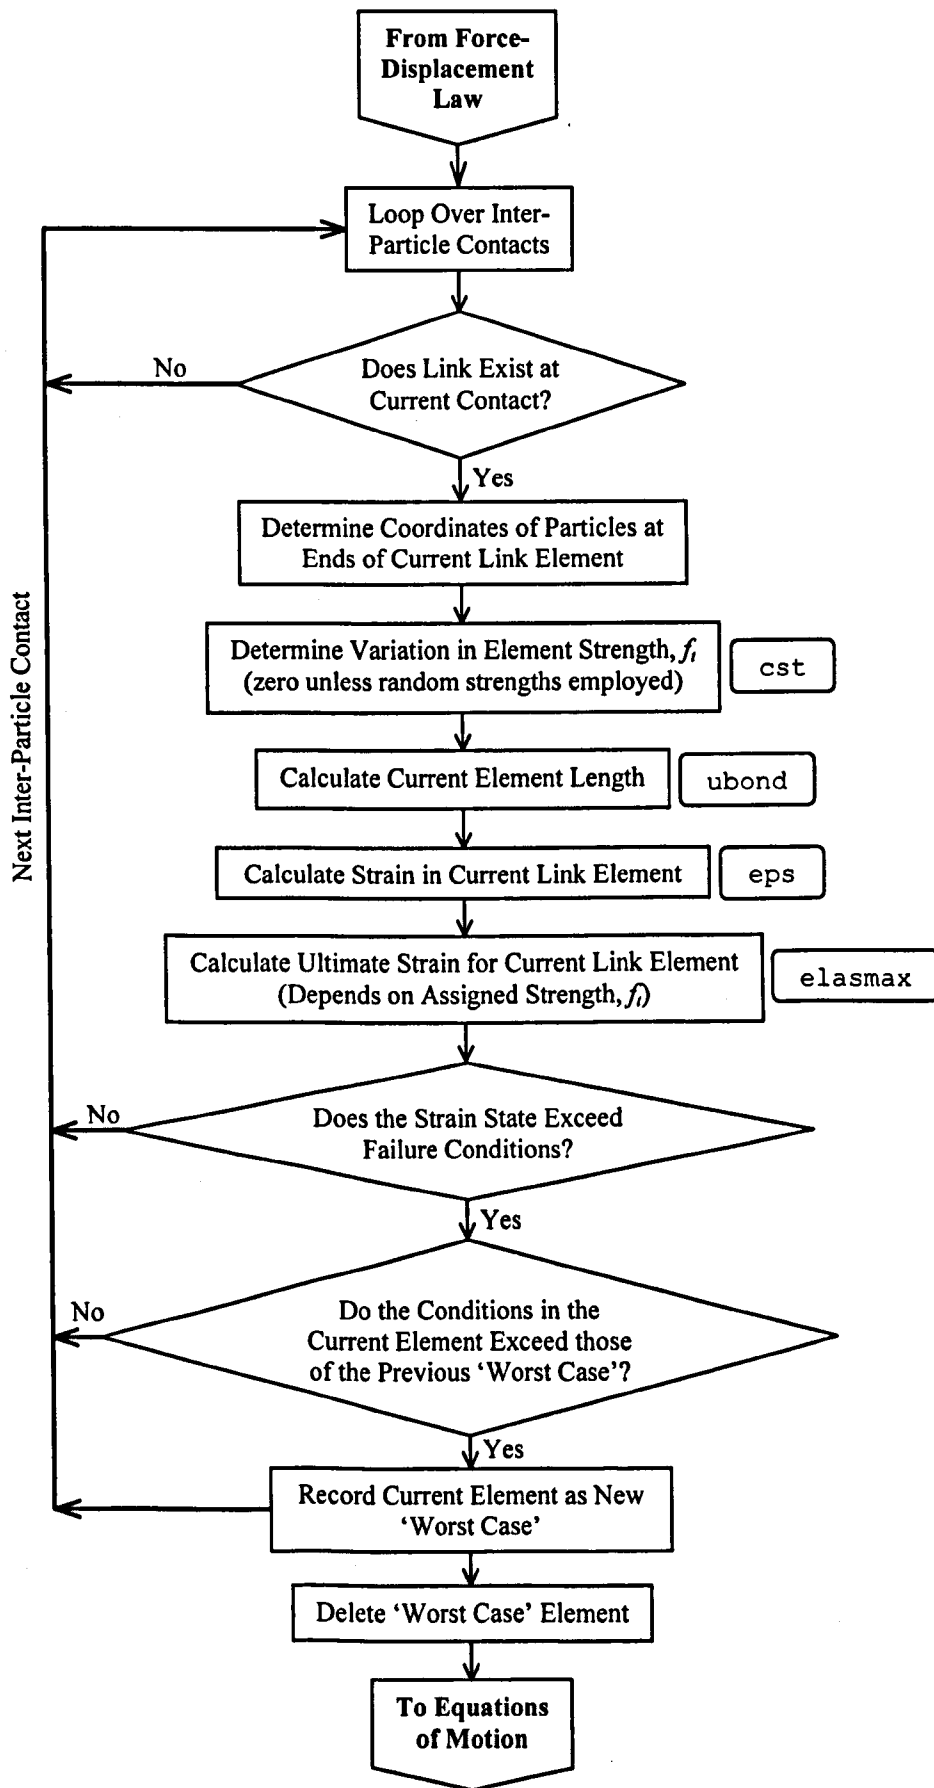 From Force-
Displacement
Law
Loop Over Inter-
Particle Contacts
No
Does Link Exist at
Current Contact?
Yes
Determine Coordinates of Particles at
Ends of Current Link Element
Determine Variation in Element Strength, fₜ
(zero unless random strengths employed)
cst
Calculate Current Element Length
ubond
Next Inter-Particle Contact
Calculate Strain in Current Link Element
eps
Calculate Ultimate Strain for Current Link Element
(Depends on Assigned Strength, fₜ)
elasmax
No
Does the Strain State Exceed
Failure Conditions?
Yes
No
Do the Conditions in the
Current Element Exceed those
of the Previous ‘Worst Case’?
Yes
Record Current Element as New
‘Worst Case’
Delete ‘Worst Case’ Element
To Equations
of Motion